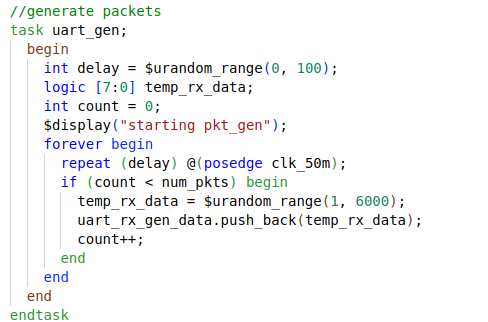 //generate packets
task uart_gen;
begin
int delay = $urandom_range(0, 100);
logic [7:0] temp_rx_data;
int count = 0;
$display("starting pkt_gen");
forever begin
repeat (delay) @(posedge clk_50m);
if (count < num_pkts) begin
temp_rx_data = $urandom_range(1, 6000);
uart_rx_gen_data.push_back(temp_rx_data);
count++;
end
end
end
endtask